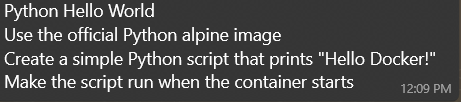 Python Hello World
Use the official Python alpine image
Create a simple Python script that prints "Hello Docker!"
Make the script run when the container starts
12:09 PM